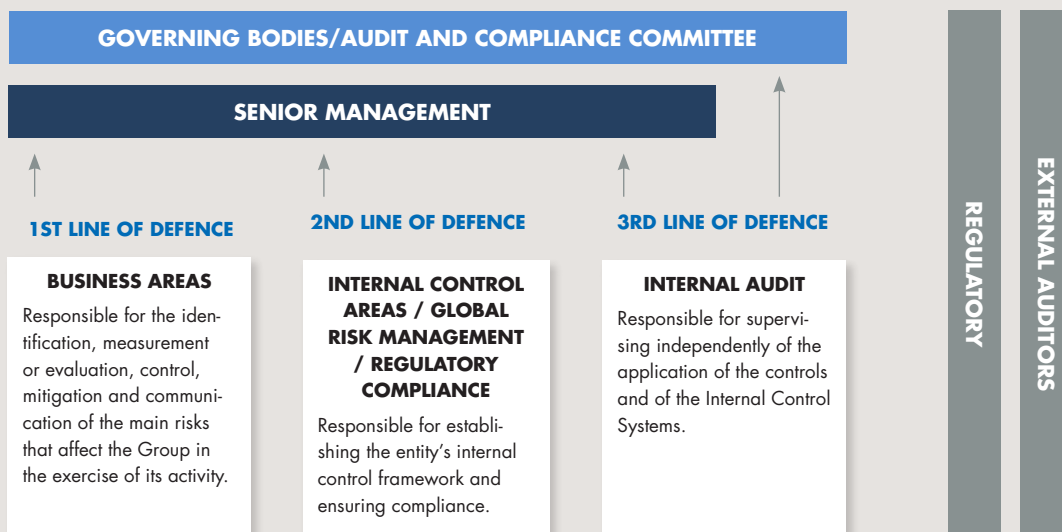 GOVERNING BODIES/AUDIT AND COMPLIANCE COMMITTEE
SENIOR MANAGEMENT
1ST LINE OF DEFENCE
BUSINESS AREAS
Responsible for the iden-
tification, measurement
or evaluation, control,
mitigation and communi-
cation of the main risks
that affect the Group in
the exercise of its activity.
2ND LINE OF DEFENCE
INTERNAL CONTROL
AREAS / GLOBAL
RISK MANAGEMENT
/ REGULATORY
COMPLIANCE
Responsible for establi-
shing the entity’s internal
control framework and
ensuring compliance.
3RD LINE OF DEFENCE
INTERNAL AUDIT
Responsible for supervi-
sing independently of the
application of the controls
and of the Internal Control
Systems.
REGULATORY
EXTERNAL AUDITORS